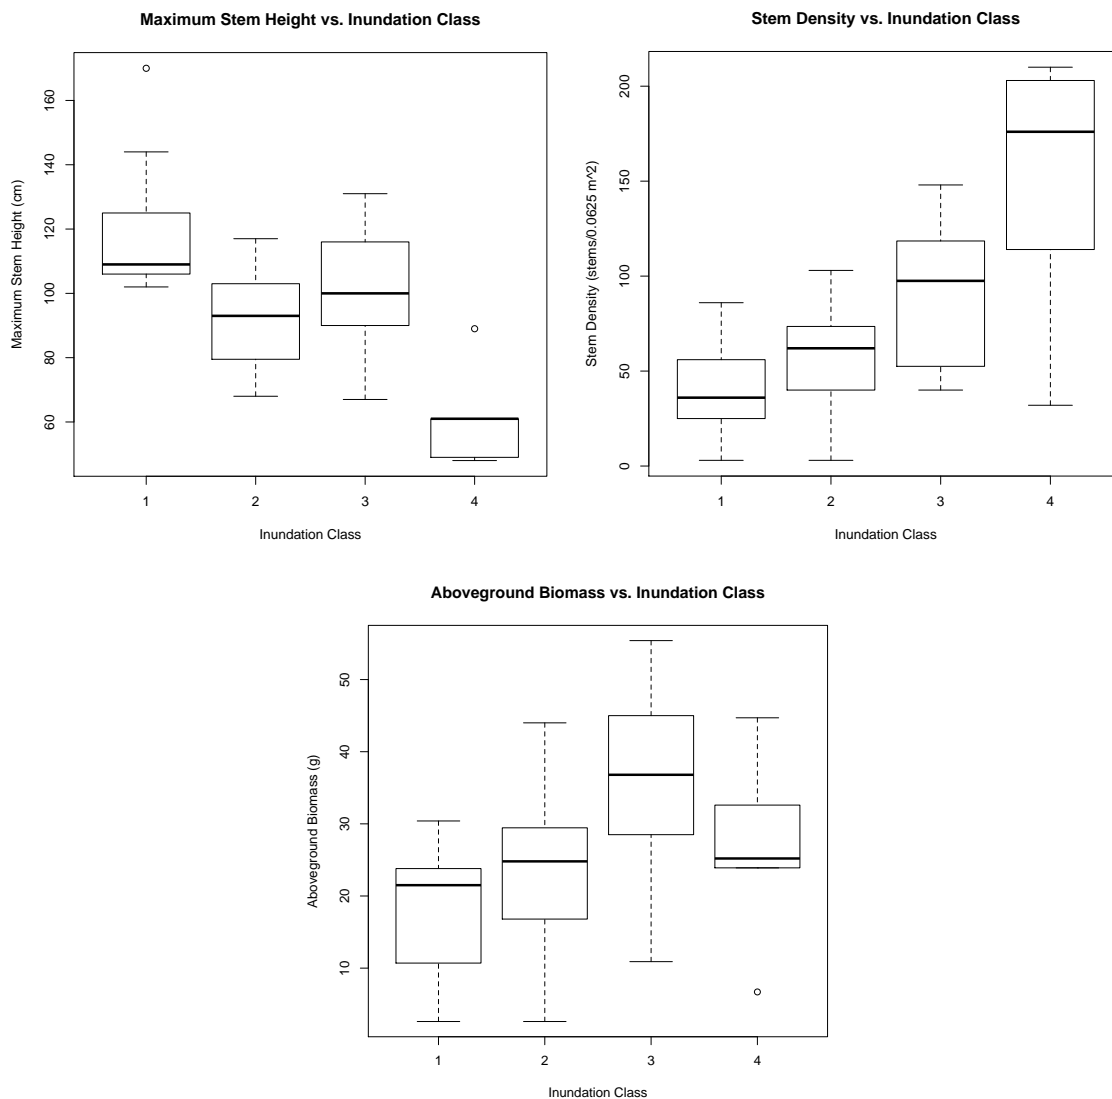 Maximum Stem Height vs. Inundation Class
Maximum Stem Height (cm)
160
140
120
100
80
60
1 2 3 4
Inundation Class
Stem Density vs. Inundation Class
Stem Density (stems/0.0625 m^2)
200
150
100
50
0
1 2 3 4
Inundation Class
Aboveground Biomass vs. Inundation Class
Aboveground Biomass (g)
50
40
30
20
10
1 2 3 4
Inundation Class